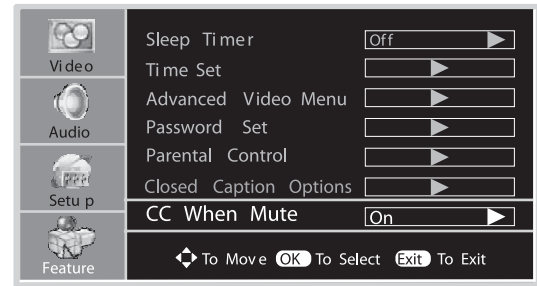 Video
Audio
Setup
Feature
Sleep Timer Off
Time Set
Advanced Video Menu
Password Set
Parental Control
Closed Caption Options
CC When Mute On
To Move OK To Select Exit To Exit